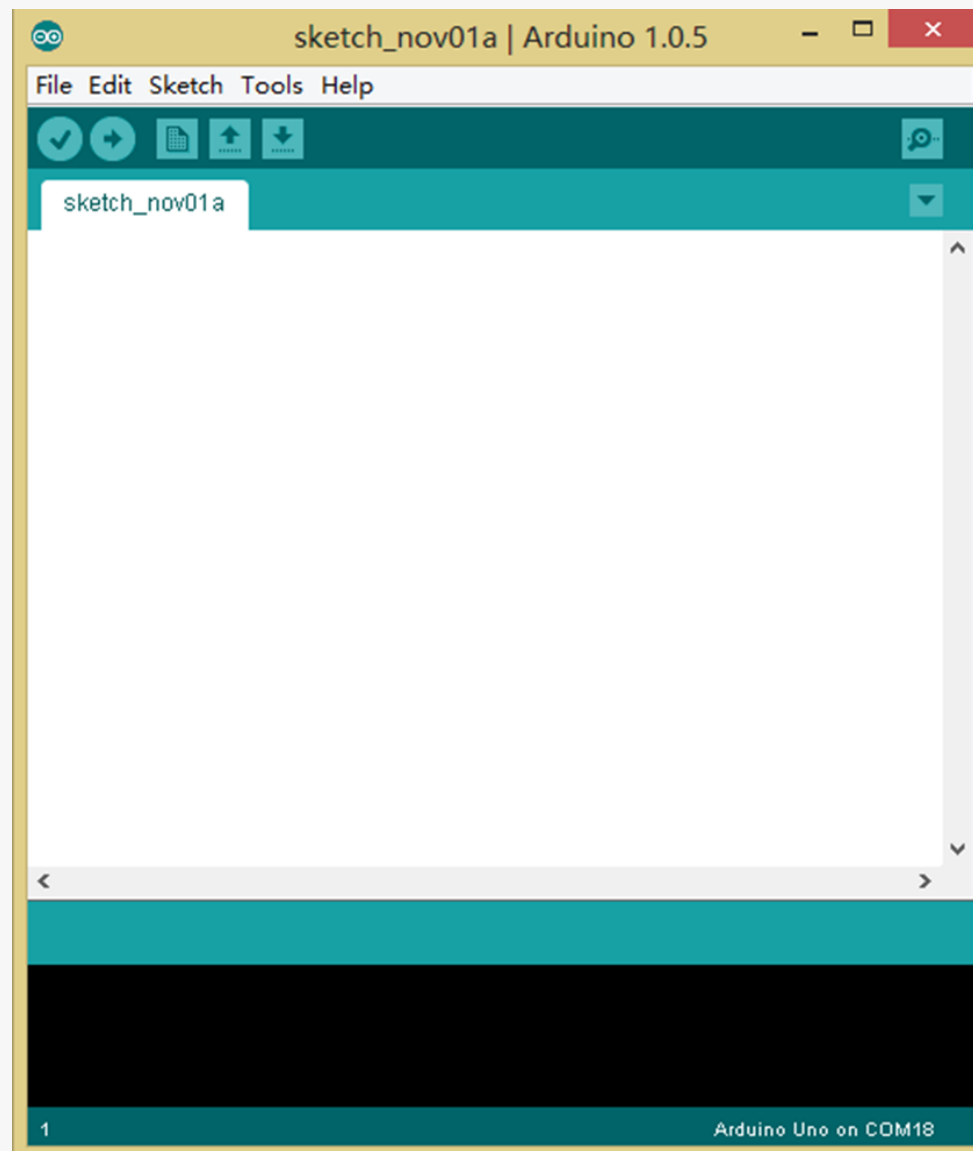 sketch_nov01a | Arduino 1.0.5
File Edit Sketch Tools Help
sketch_nov01a
1 Arduino Uno on COM18